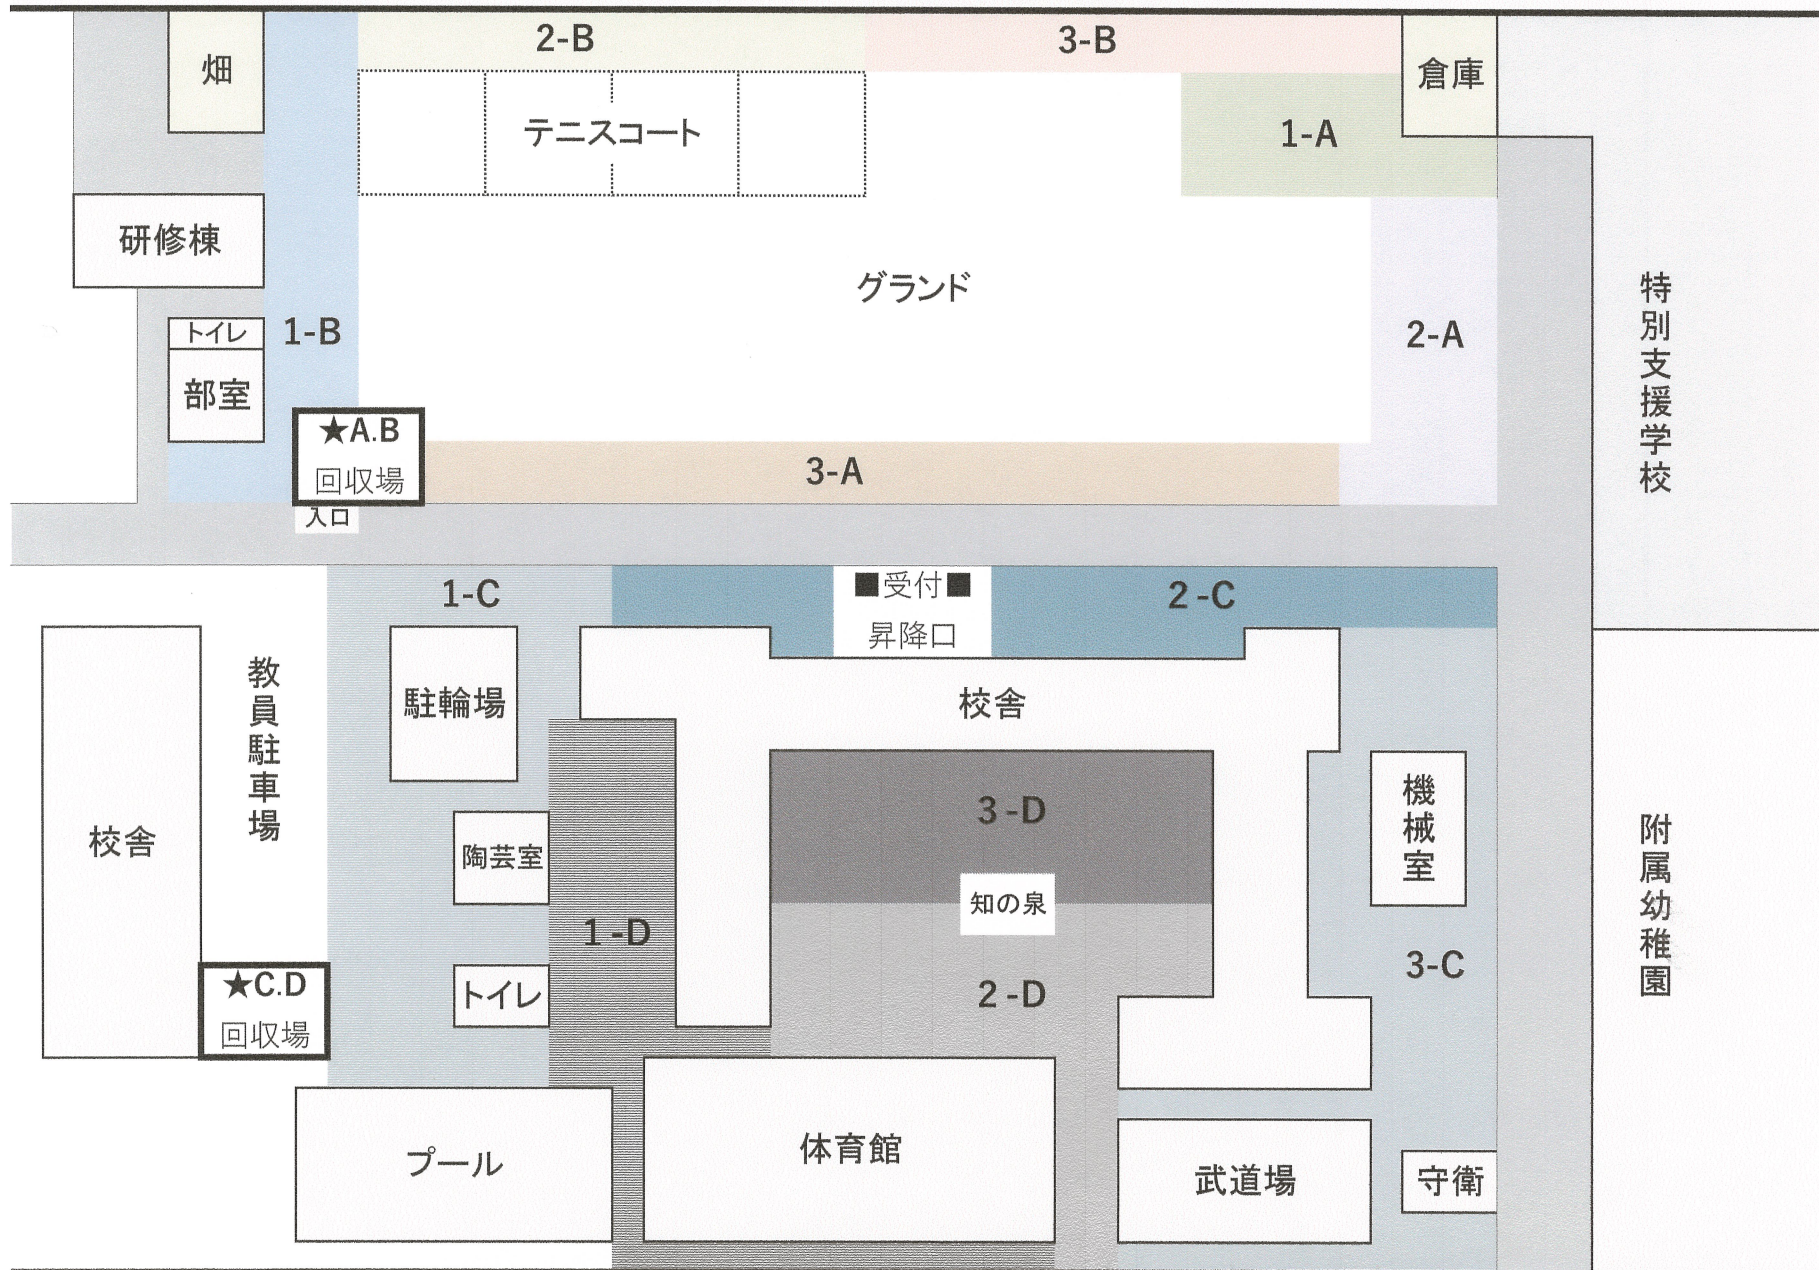 2-B
3-B
畑
倉庫
テニスコート
1-A
研修棟
グランド
トイレ
1-B
2-A
部室
特別支援学校
★A.B
回収場
3-A
入口
1-C
■受付■
2-C
昇降口
駐輪場
校舎
教員駐車場
校舎
3-D
機械室
陶芸室
知の泉
1-D
附属幼稚園
3-C
★C.D
回収場
トイレ
2-D
プール
体育館
武道場
守衛